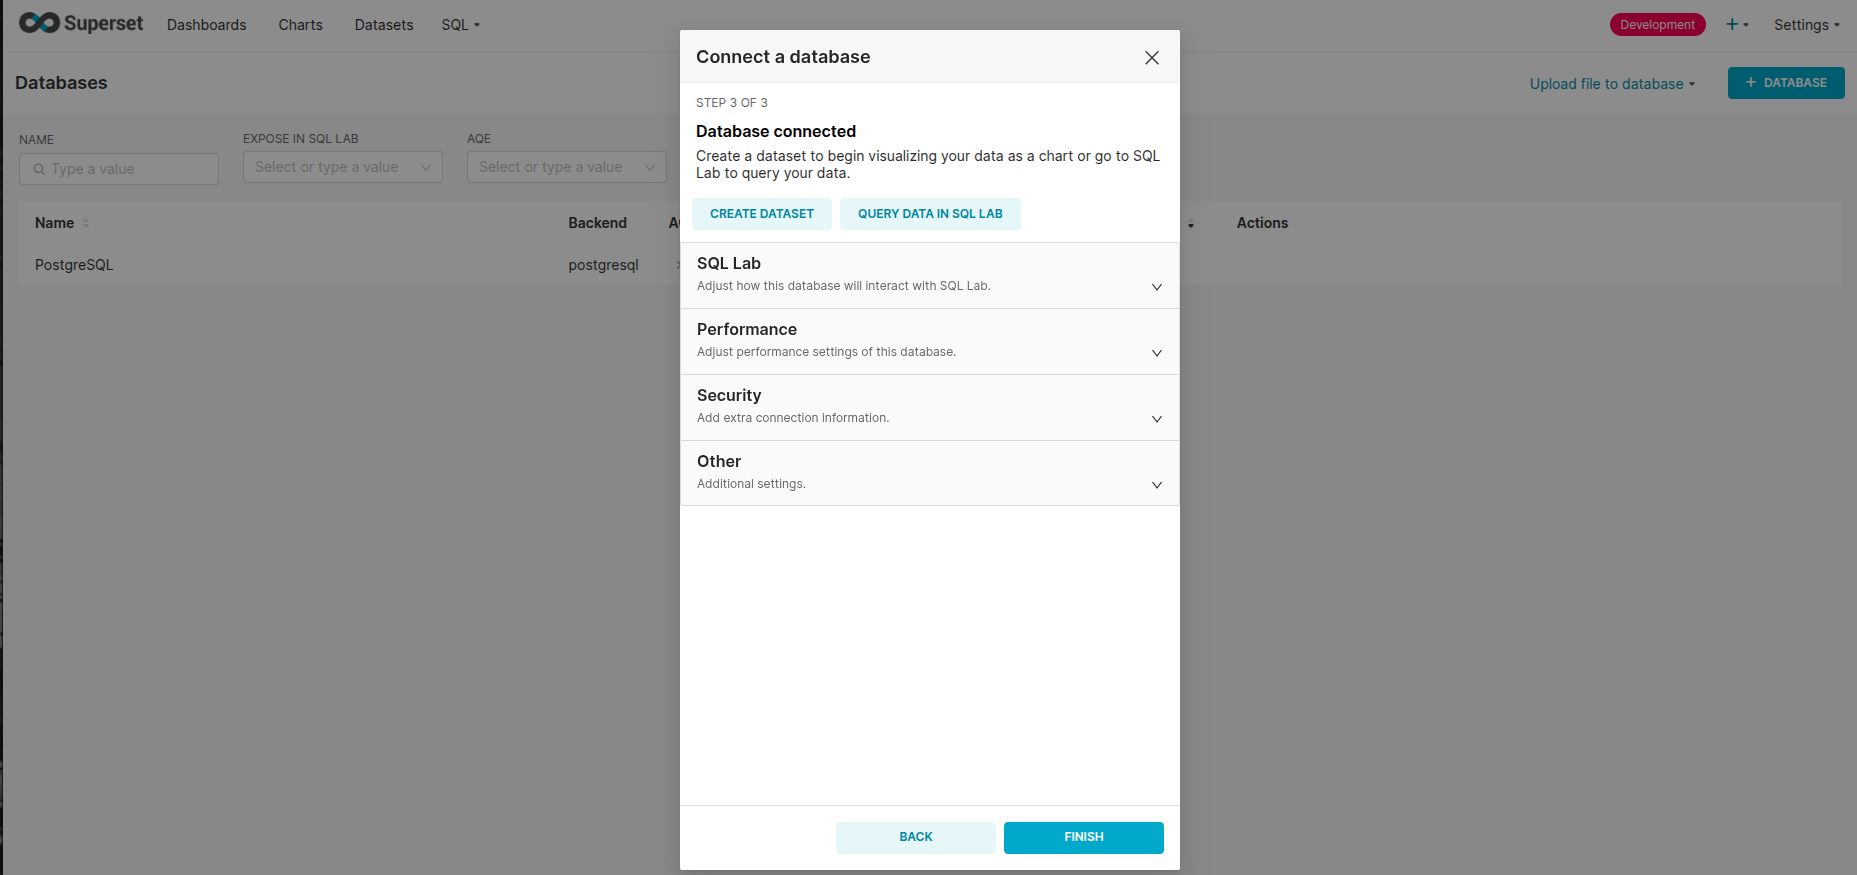 Superset Dashboards Charts Datasets SQL Development Settings
Connect a database
Databases
Upload file to database
+ DATABASE
NAME
EXPOSE IN SQL LAB
AQE
Type a value
Select or type a value
Select or type a value
Name Backend Actions
PostgreSQL postgresql
STEP 3 OF 3
Database connected
Create a dataset to begin visualizing your data as a chart or go to SQL
Lab to query your data.
CREATE DATASET QUERY DATA IN SQL LAB
SQL Lab
Adjust how this database will interact with SQL Lab.
Performance
Adjust performance settings of this database.
Security
Add extra connection information.
Other
Additional settings.
BACK FINISH